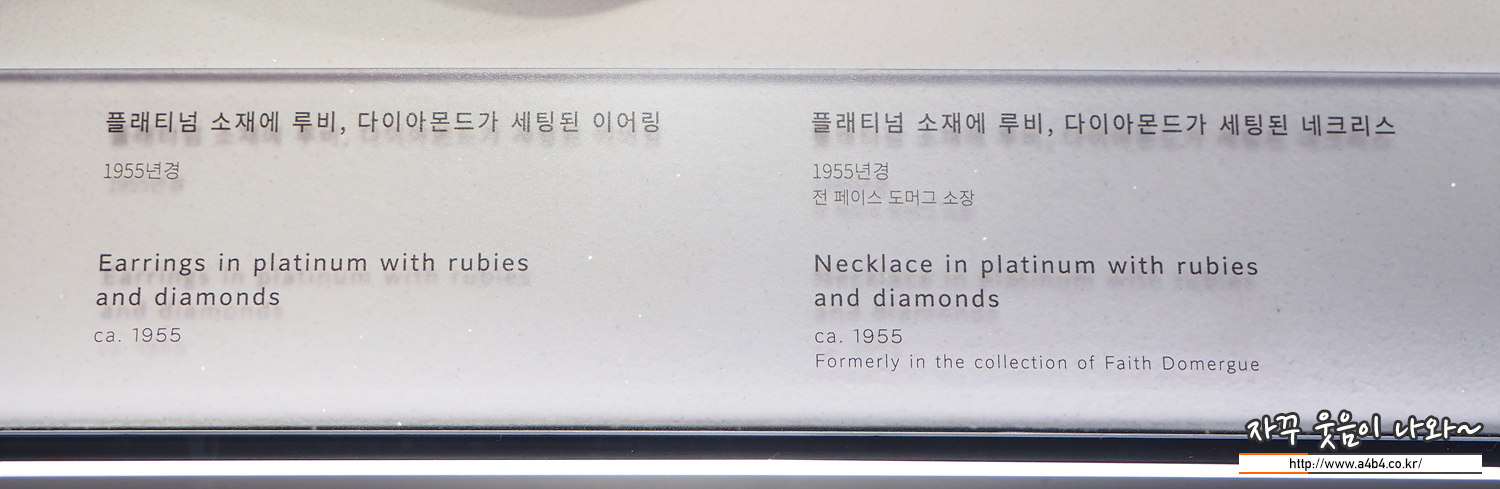 플래티넘 소재에 루비, 다이아몬드가 세팅된 이어링
1955년경
Earrings in platinum with rubies
and diamonds
ca. 1955
플래티넘 소재에 루비, 다이아몬드가 세팅된 네크리스
1955년경
전 페이스 도머그 소장
Necklace in platinum with rubies
and diamonds
ca. 1955
Formerly in the collection of Faith Domergue
자꾸 웃음이 나와~
http://www.a4b4.co.kr/